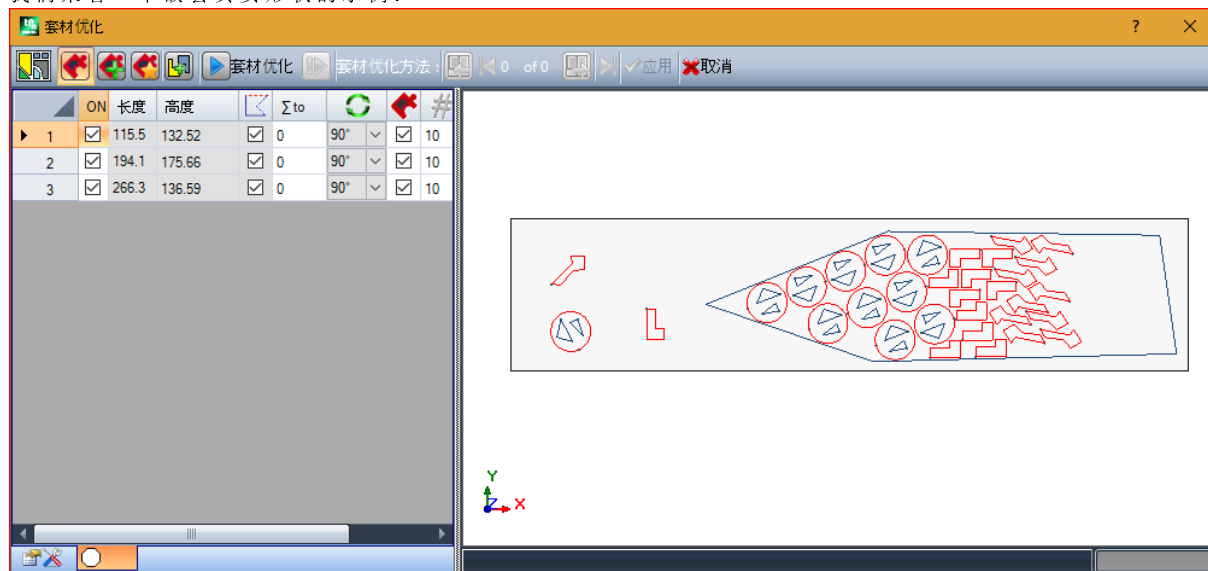 套材优化 ?
套材优化 套材优化方法: 0 of 0 应用 取消
ON 长度 高度 Σto #
1 115.5 132.52 0 90° 10
2 194.1 175.66 0 90° 10
3 266.3 136.59 0 90° 10
Y
Z X